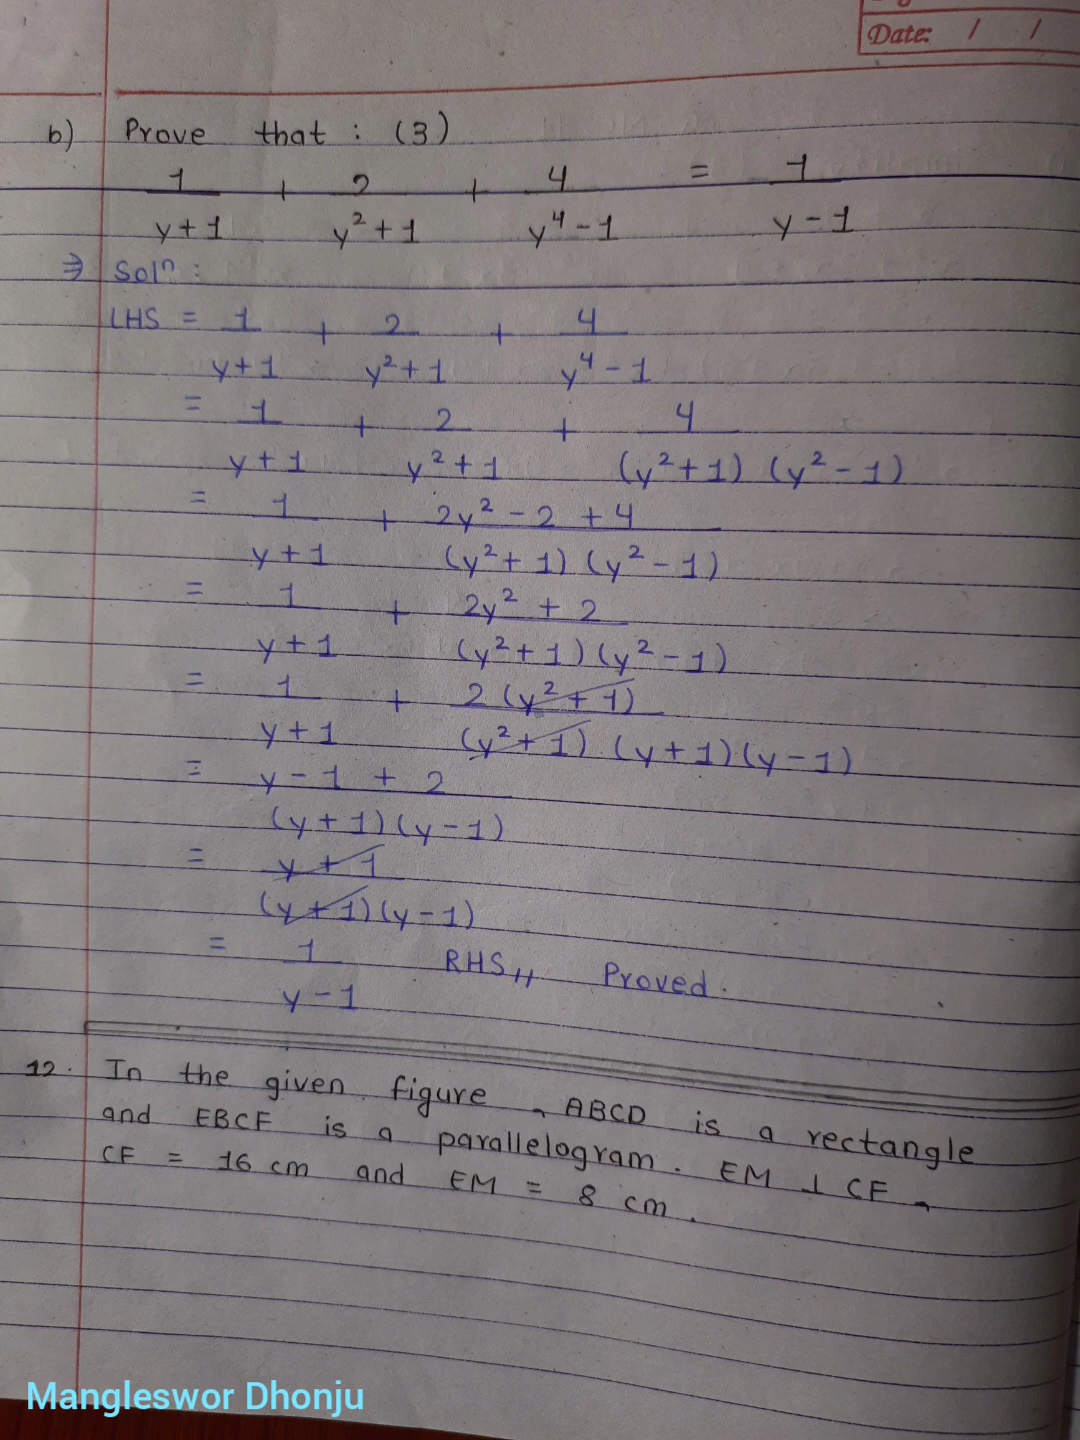 Date: / /
b) Prove that : (3)
1/(y+1) + 2/(y²+1) + 4/(y⁴-1) = 1/(y-1)
⇒ Solⁿ :
LHS = 1/(y+1) + 2/(y²+1) + 4/(y⁴-1)
= 1/(y+1) + 2/(y²+1) + 4/((y²+1)(y²-1))
= 1/(y+1) + (2y²-2+4)/((y²+1)(y²-1))
= 1/(y+1) + (2y²+2)/((y²+1)(y²-1))
= 1/(y+1) + 2(y²+1)/((y²+1)(y+1)(y-1))
= (y-1+2)/((y+1)(y-1))
= (y+1)/((y+1)(y-1))
= 1/(y-1) RHS,, Proved.
12. In the given figure, ABCD is a rectangle
and EBCF is a parallelogram. EM ⊥ CF,
CF = 16 cm and EM = 8 cm.
Mangleswor Dhonju